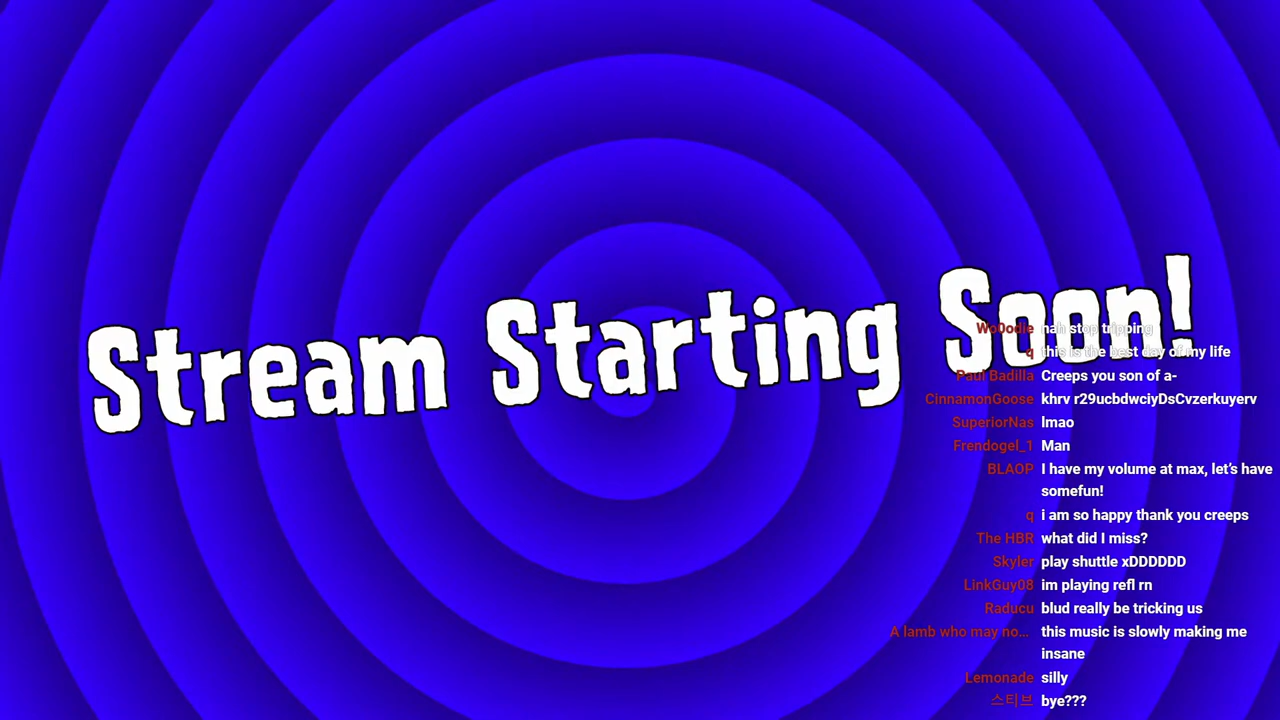 Stream Starting Soon!
Wo0odie nah stop tripping
q this is the best day of my life
Paul Badilla Creeps you son of a-
CinnamonGoose khrv r29ucbdwciyDsCvzerkuyerv
SuperiorNas lmao
Frendogel_1 Man
BLAOP I have my volume at max, let's have
somefun!
q i am so happy thank you creeps
The HBR what did I miss?
Skyler play shuttle xDDDDDD
LinkGuy08 im playing refl rn
Raducu blud really be tricking us
A lamb who may no... this music is slowly making me
insane
Lemonade silly
스티브 bye???